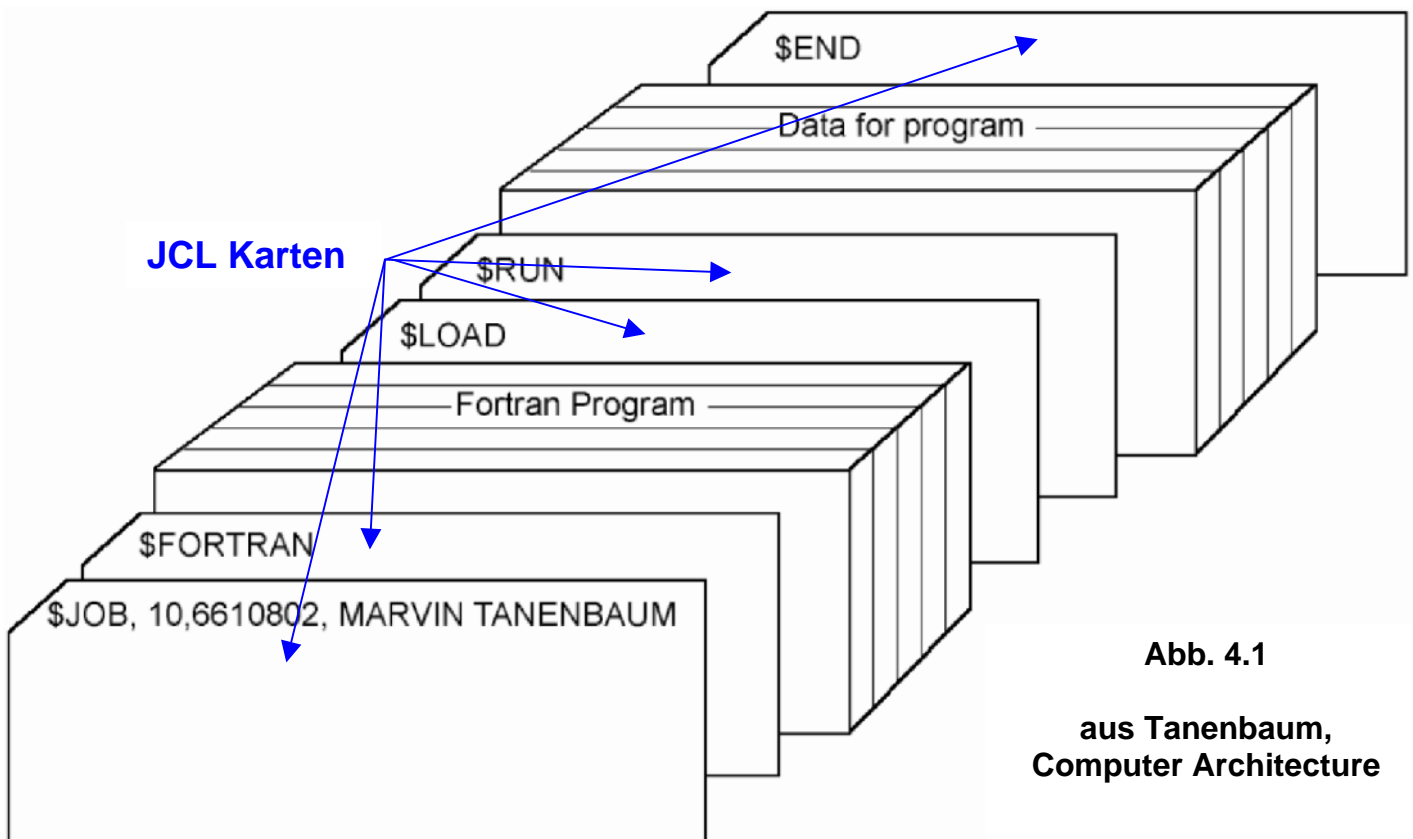 $END
Data for program
JCL Karten
$RUN
$LOAD
Fortran Program
$FORTRAN
$JOB, 10,6610802, MARVIN TANENBAUM
Abb. 4.1
aus Tanenbaum,
Computer Architecture